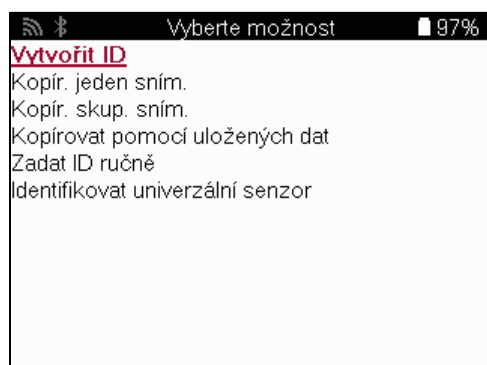 Vyberte možnost 97%
Vytvořit ID
Kopír. jeden sním.
Kopír. skup. sním.
Kopírovat pomocí uložených dat
Zadat ID ručně
Identifikovat univerzální senzor